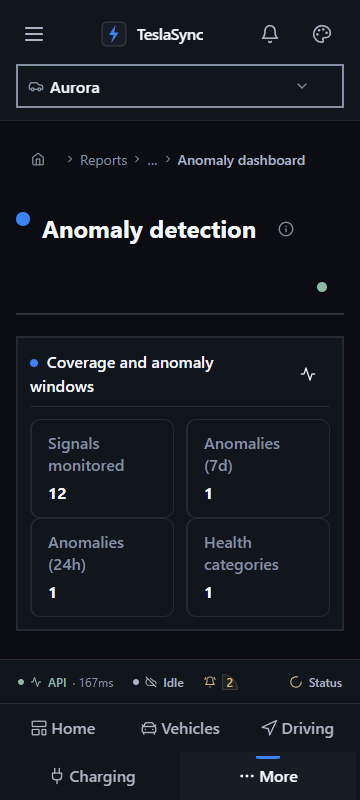 TeslaSync
Aurora
Reports ... Anomaly dashboard
Anomaly detection
Coverage and anomaly
windows
Signals
monitored
12
Anomalies
(7d)
1
Anomalies
(24h)
1
Health
categories
1
API · 167ms Idle 2 Status
Home Vehicles Driving
Charging ··· More